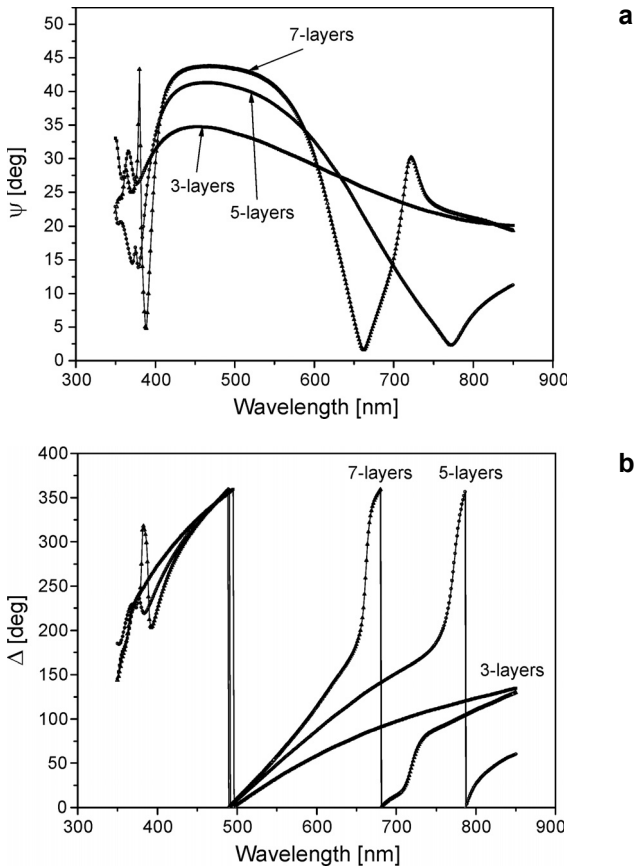 a
50
45
40
35
30
25
20
15
10
5
0
ψ [deg]
7-layers
3-layers
5-layers
300 400 500 600 700 800 900
Wavelength [nm]
b
400
350
300
250
200
150
100
50
0
Δ [deg]
7-layers 5-layers
3-layers
300 400 500 600 700 800 900
Wavelength [nm]